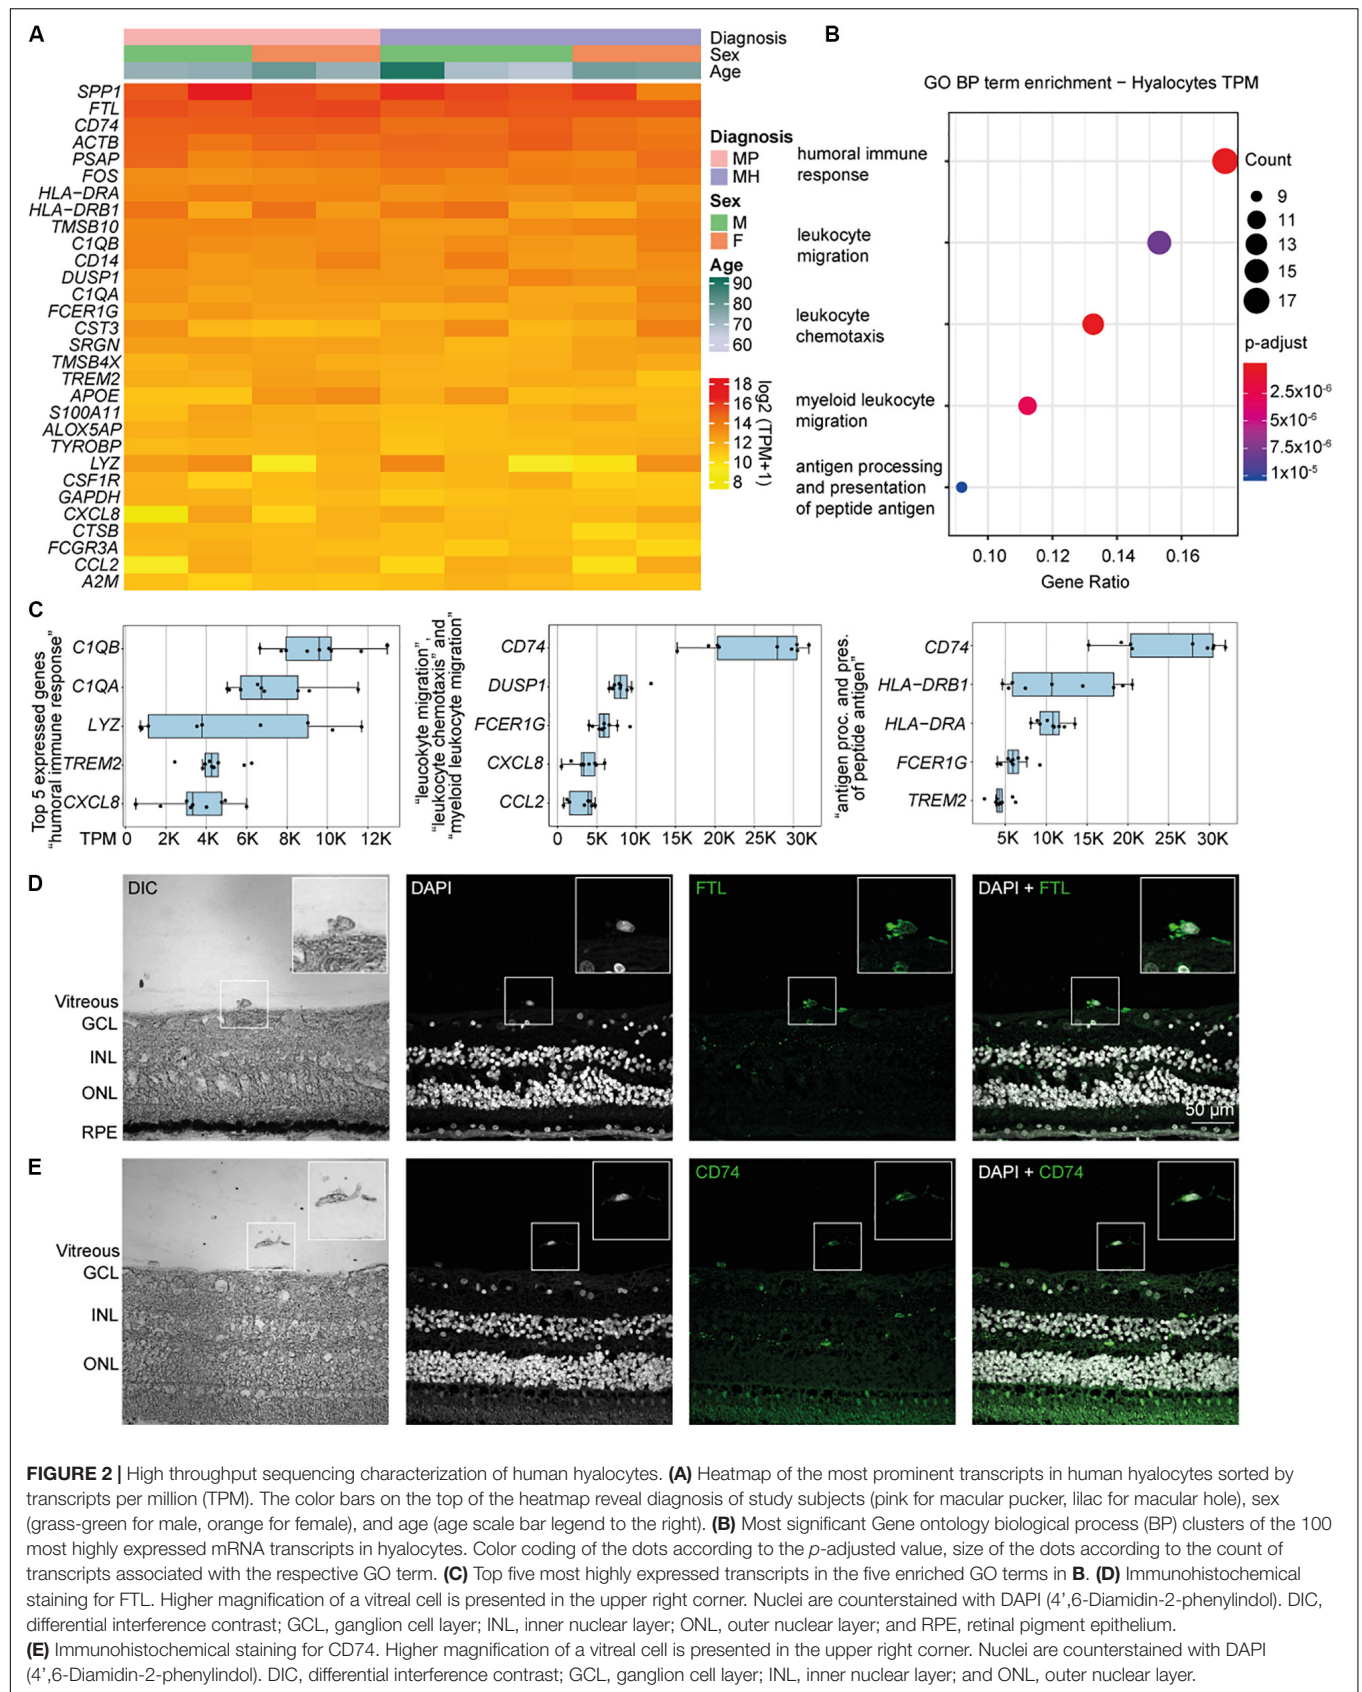 A
Diagnosis
Sex
Age
SPP1
FTL
CD74
ACTB
PSAP
FOS
HLA−DRA
HLA−DRB1
TMSB10
C1QB
CD14
DUSP1
C1QA
FCER1G
CST3
SRGN
TMSB4X
TREM2
APOE
S100A11
ALOX5AP
TYROBP
LYZ
CSF1R
GAPDH
CXCL8
CTSB
FCGR3A
CCL2
A2M
Diagnosis
MP
MH
Sex
M
F
Age
90
80
70
60
18
16
14
12
10
8
log2 (TPM+1)
B
GO BP term enrichment − Hyalocytes TPM
humoral immune
response
leukocyte
migration
leukocyte
chemotaxis
myeloid leukocyte
migration
antigen processing
and presentation
of peptide antigen
0.10 0.12 0.14 0.16
Gene Ratio
Count
9
11
13
15
17
p-adjust
2.5x10-6
5x10-6
7.5x10-6
1x10-5
C
Top 5 expressed genes
“humoral immune response”
C1QB
C1QA
LYZ
TREM2
CXCL8
TPM 0 2K 4K 6K 8K 10K 12K
“leucokyte migration”,
“leukocyte chemotaxis” and
“myeloid leukocyte migration”
CD74
DUSP1
FCER1G
CXCL8
CCL2
0 5K 10K 15K 20K 25K 30K
“antigen proc. and pres.
of peptide antigen”
CD74
HLA−DRB1
HLA−DRA
FCER1G
TREM2
5K 10K 15K 20K 25K 30K
D
DIC
DAPI
FTL
DAPI + FTL
Vitreous
GCL
INL
ONL
RPE
50 µm
E
CD74
DAPI + CD74
Vitreous
GCL
INL
ONL
FIGURE 2 | High throughput sequencing characterization of human hyalocytes. (A) Heatmap of the most prominent transcripts in human hyalocytes sorted by
transcripts per million (TPM). The color bars on the top of the heatmap reveal diagnosis of study subjects (pink for macular pucker, lilac for macular hole), sex
(grass-green for male, orange for female), and age (age scale bar legend to the right). (B) Most significant Gene ontology biological process (BP) clusters of the 100
most highly expressed mRNA transcripts in hyalocytes. Color coding of the dots according to the p-adjusted value, size of the dots according to the count of
transcripts associated with the respective GO term. (C) Top five most highly expressed transcripts in the five enriched GO terms in B. (D) Immunohistochemical
staining for FTL. Higher magnification of a vitreal cell is presented in the upper right corner. Nuclei are counterstained with DAPI (4’,6-Diamidin-2-phenylindol). DIC,
differential interference contrast; GCL, ganglion cell layer; INL, inner nuclear layer; ONL, outer nuclear layer; and RPE, retinal pigment epithelium.
(E) Immunohistochemical staining for CD74. Higher magnification of a vitreal cell is presented in the upper right corner. Nuclei are counterstained with DAPI
(4’,6-Diamidin-2-phenylindol). DIC, differential interference contrast; GCL, ganglion cell layer; INL, inner nuclear layer; and ONL, outer nuclear layer.